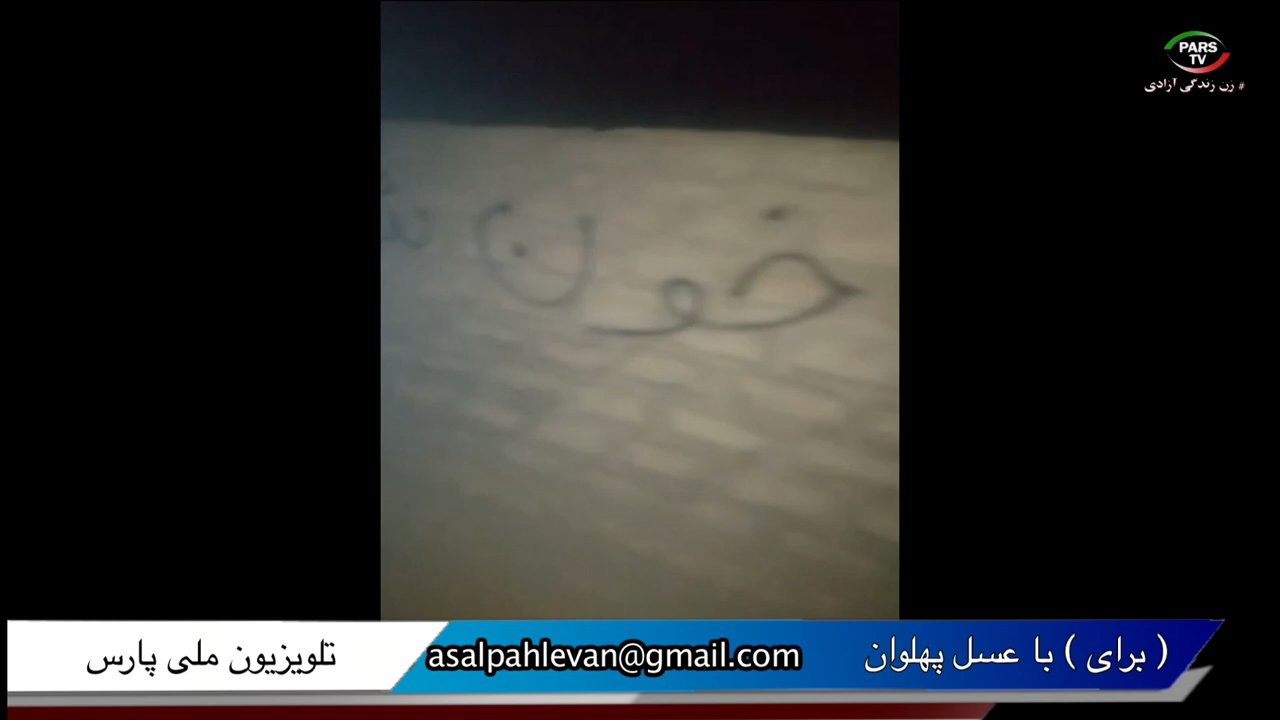 PARS
TV
# زن زندگی آزادی
خون
( برای ) با عسل پهلوان
asalpahlevan@gmail.com
تلویزیون ملی پارس